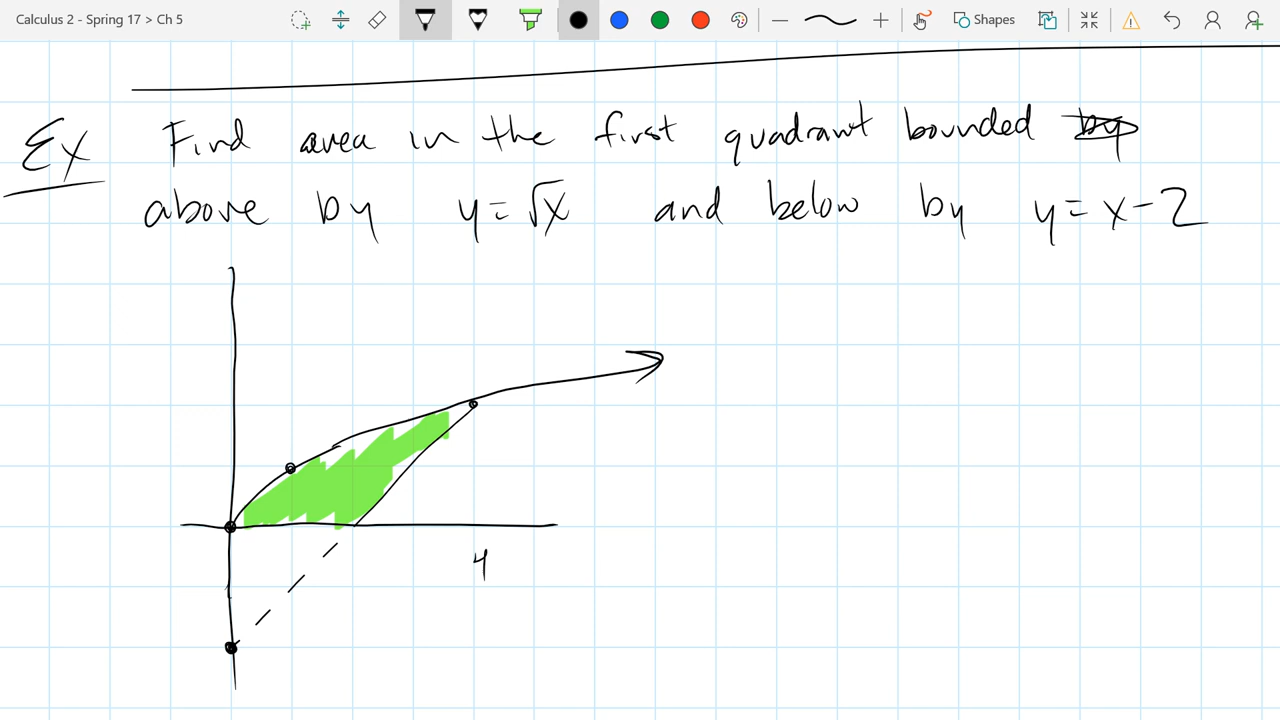 Calculus 2 - Spring 17 > Ch 5
Shapes
Ex Find area in the first quadrant bounded by
above by y = √x and below by y = x - 2
4